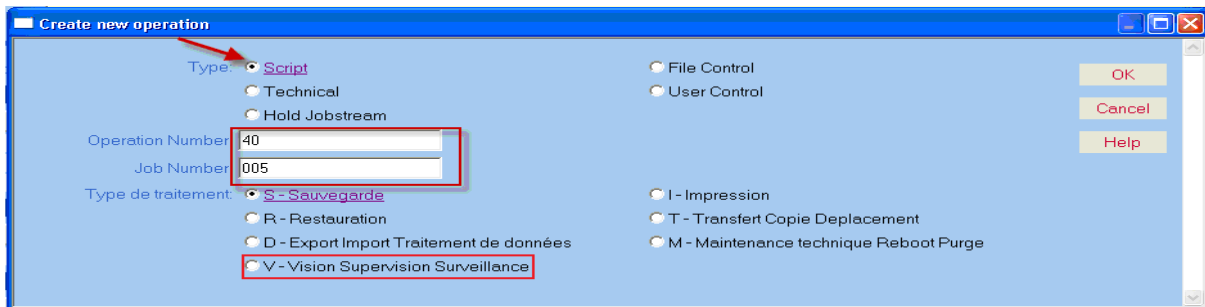 Create new operation
Type: Script File Control OK
Technical User Control
Hold Jobstream Cancel
Operation Number 40 Help
Job Number 005
Type de traitement: S - Sauvegarde I - Impression
R - Restauration T - Transfert Copie Deplacement
D - Export Import Traitement de données M - Maintenance technique Reboot Purge
V - Vision Supervision Surveillance